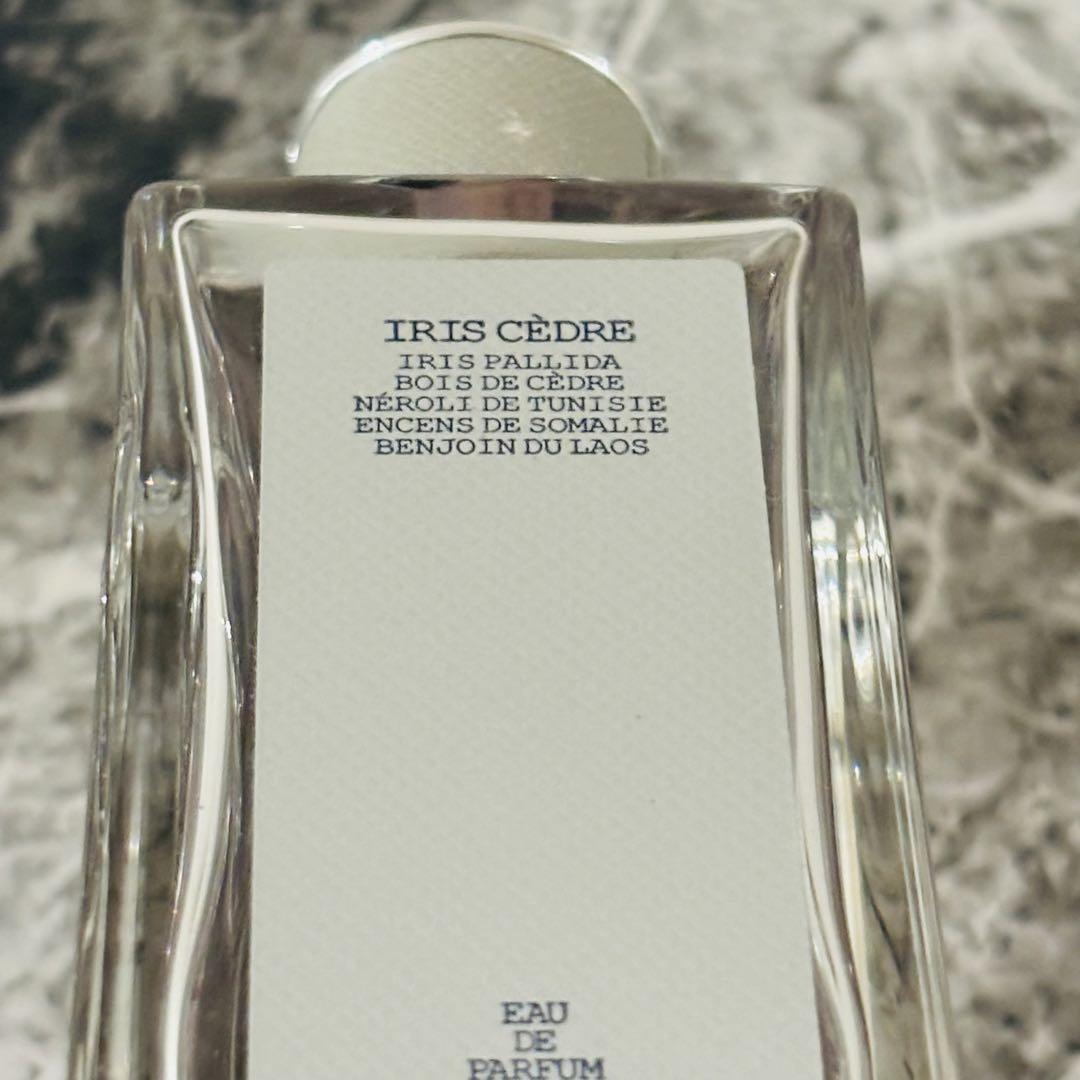 IRIS CÈDRE
IRIS PALLIDA
BOIS DE CÈDRE
NÉROLI DE TUNISIE
ENCENS DE SOMALIE
BENJOIN DU LAOS
EAU
DE
PARFUM